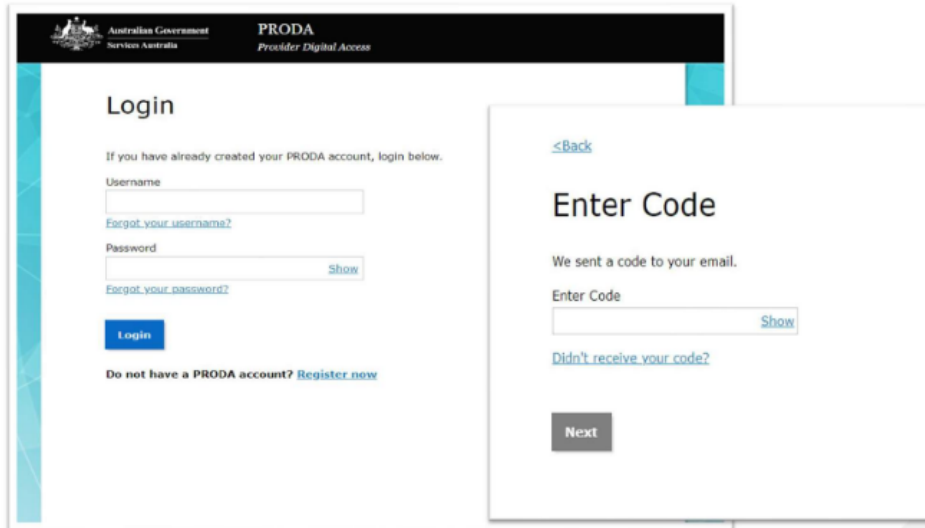 Australian Government
Services Australia
PRODA
Provider Digital Access
Login
If you have already created your PRODA account, login below.
Username
Forgot your username?
Password
Show
Forgot your password?
Login
Do not have a PRODA account? Register now
<Back
Enter Code
We sent a code to your email.
Enter Code
Show
Didn't receive your code?
Next